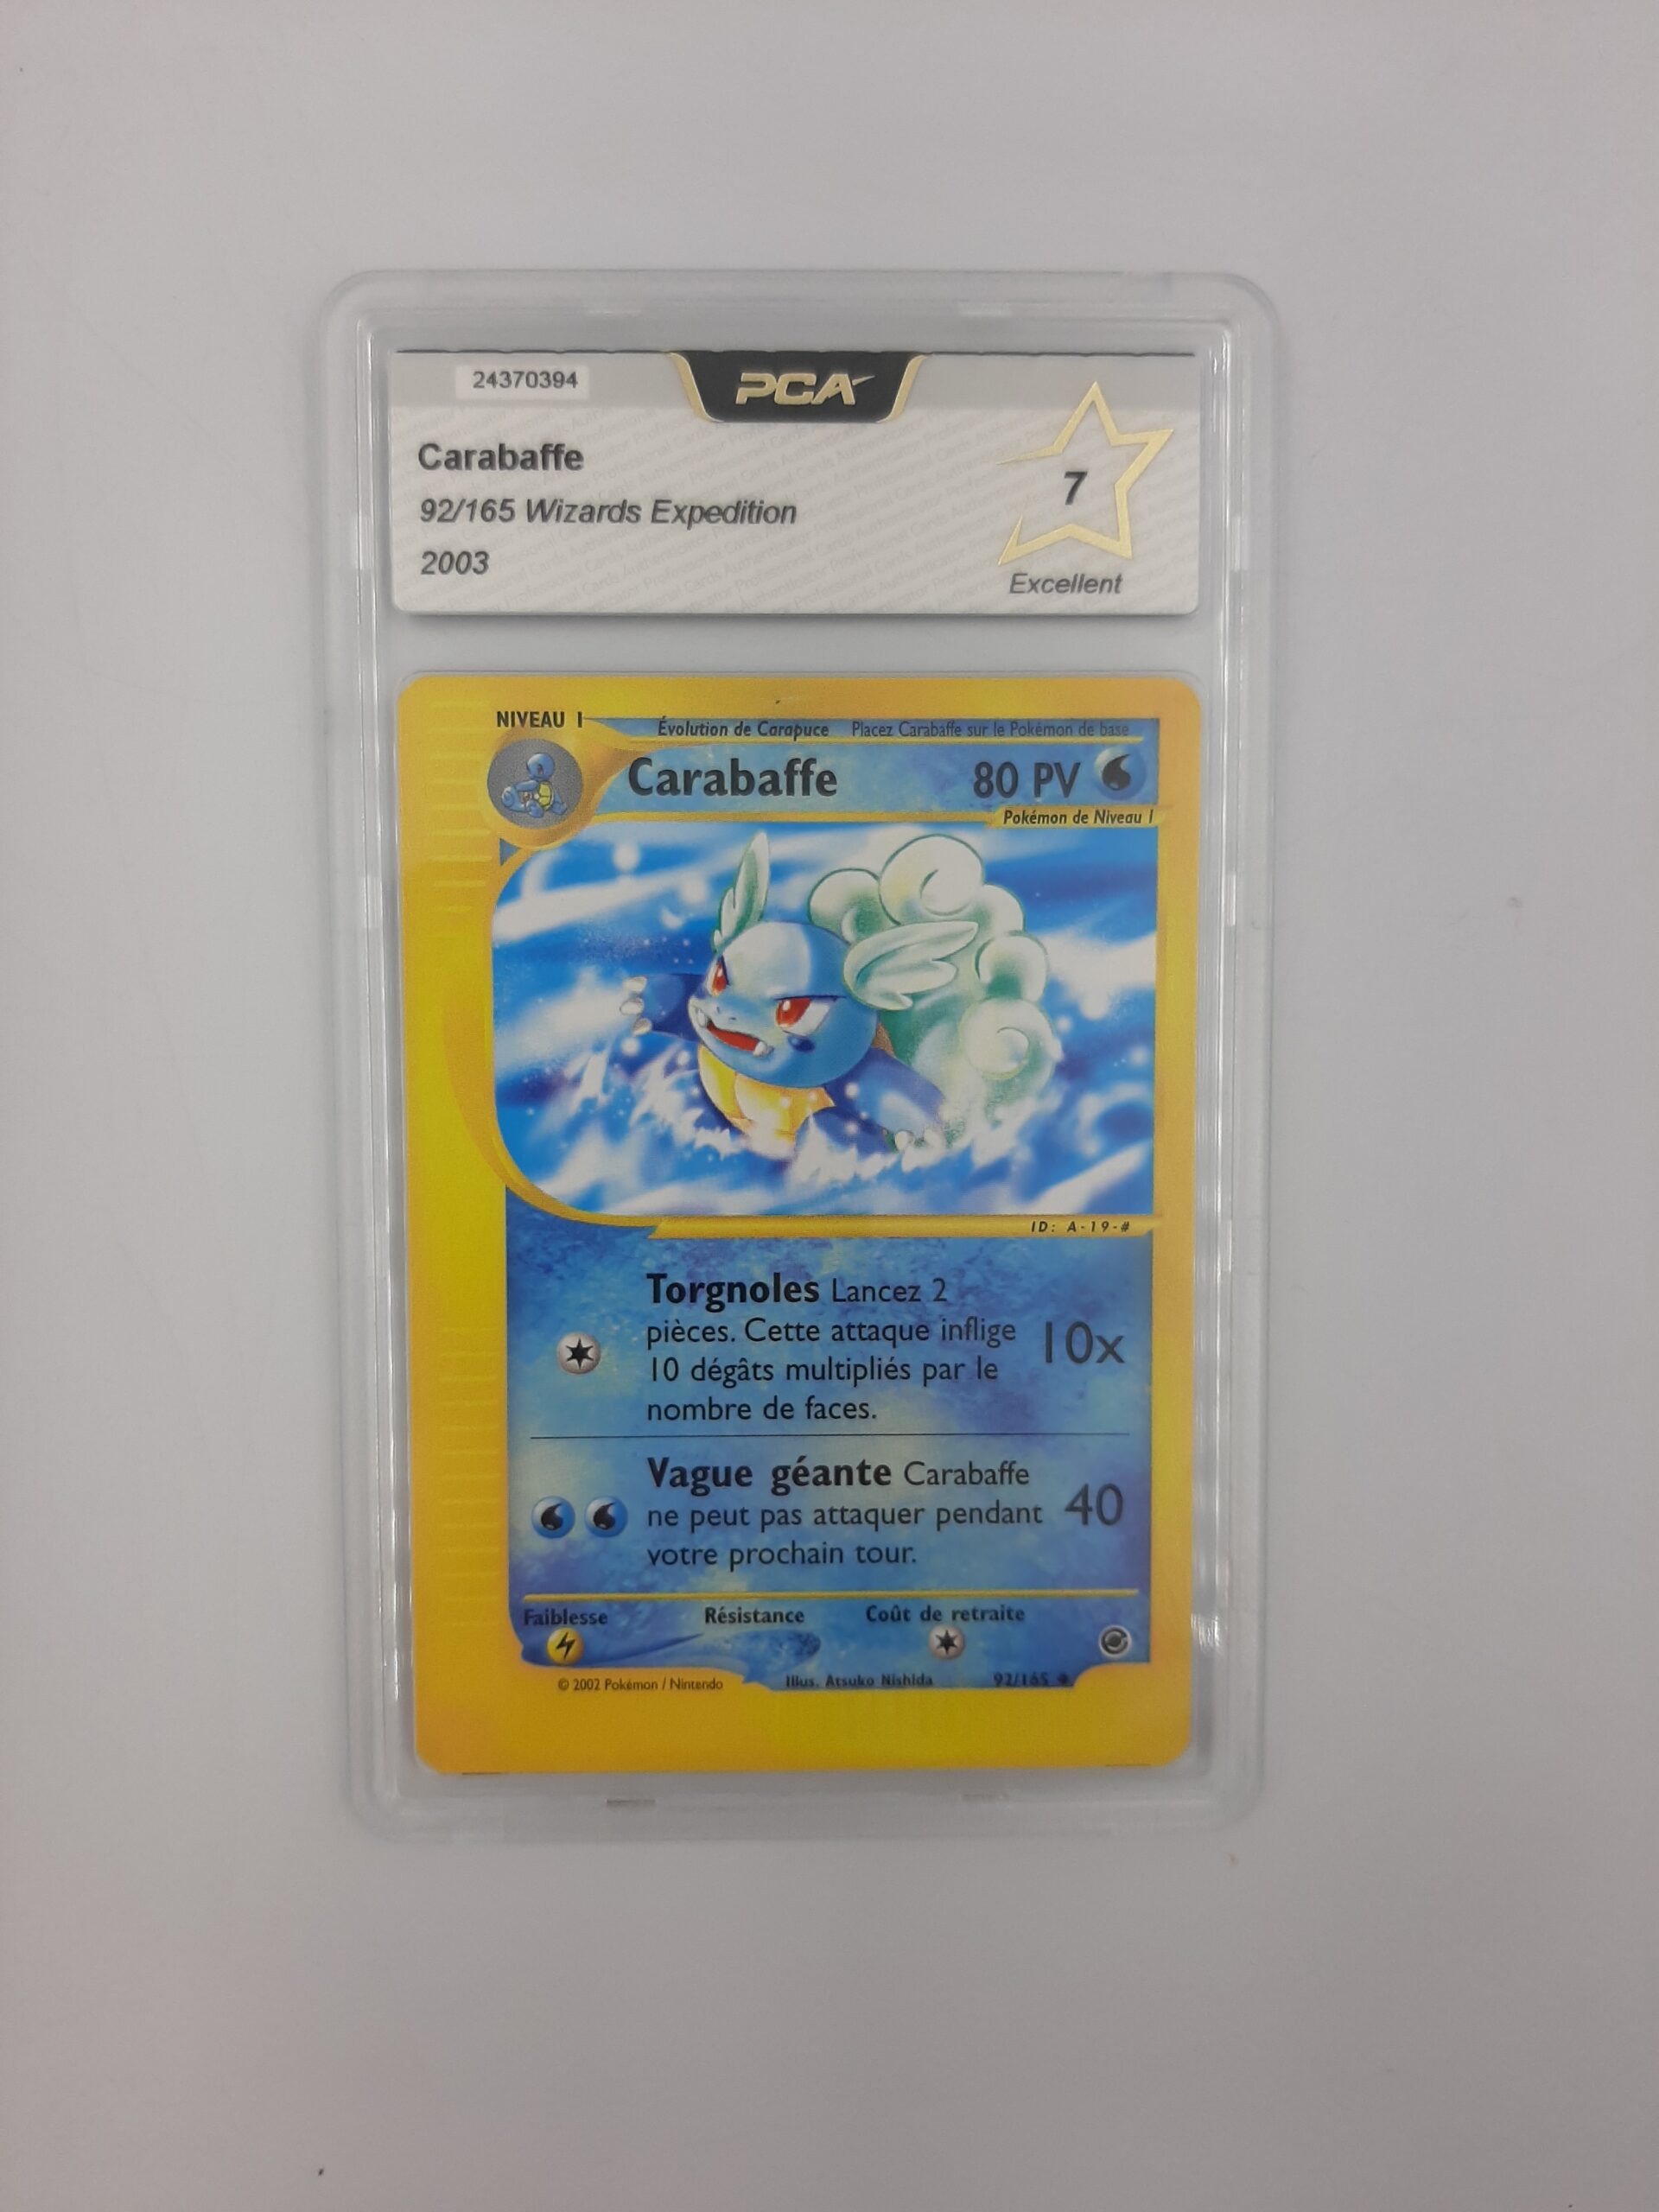 24370394
PCA
Carabaffe
92/165 Wizards Expedition
2003
7
Excellent
NIVEAU 1
Évolution de Carapuce Placez Carabaffe sur le Pokémon de base
Carabaffe 80 PV
Pokémon de Niveau 1
ID: A-19-#
Torgnoles Lancez 2
pièces. Cette attaque inflige
10 dégâts multipliés par le
nombre de faces.
10x
Vague géante Carabaffe
ne peut pas attaquer pendant
votre prochain tour.
40
Faiblesse Résistance Coût de retraite
© 2002 Pokémon / Nintendo Illus. Atsuko Nishida 92/165